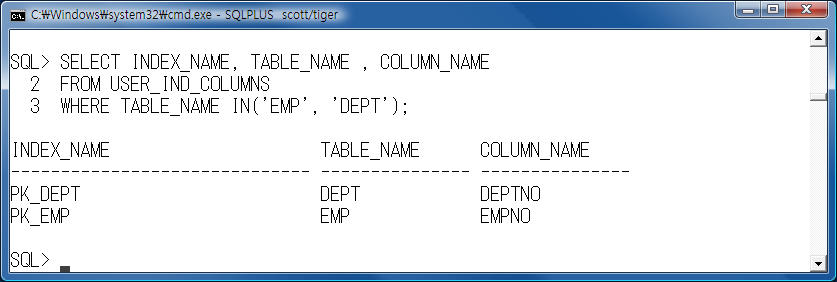 C:₩Windows₩system32₩cmd.exe - SQLPLUS  scott/tiger
SQL> SELECT INDEX_NAME, TABLE_NAME , COLUMN_NAME
  2  FROM USER_IND_COLUMNS
  3  WHERE TABLE_NAME IN('EMP', 'DEPT');
INDEX_NAME                     TABLE_NAME      COLUMN_NAME
------------------------------ --------------- ---------------
PK_DEPT                        DEPT            DEPTNO
PK_EMP                         EMP             EMPNO
SQL>